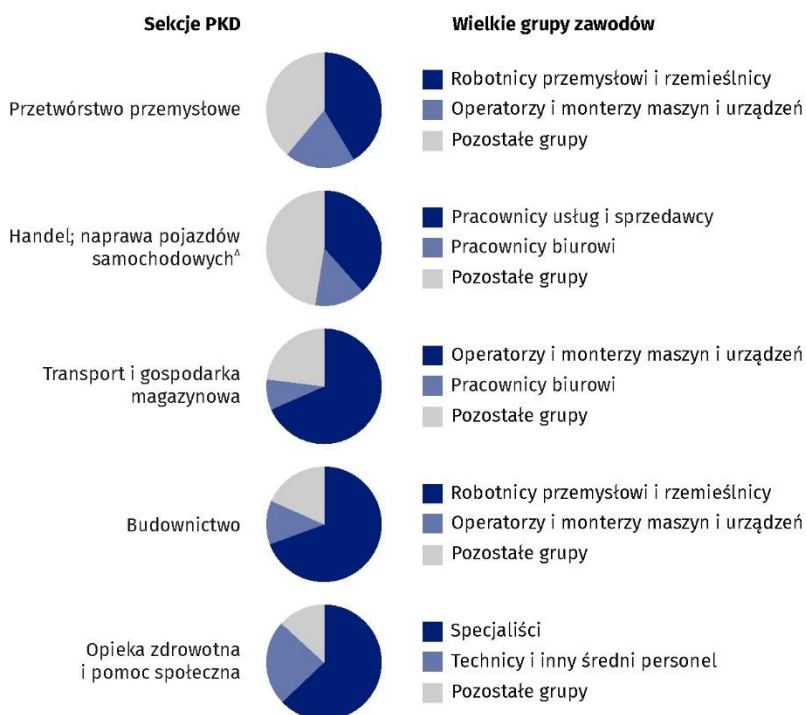 Sekcje PKD
Wielkie grupy zawodów
Przetwórstwo przemysłowe
Robotnicy przemysłowi i rzemieślnicy
Operatorzy i monterzy maszyn i urządzeń
Pozostałe grupy
Handel; naprawa pojazdów
samochodowychᐞ
Pracownicy usług i sprzedawcy
Pracownicy biurowi
Pozostałe grupy
Transport i gospodarka
magazynowa
Operatorzy i monterzy maszyn i urządzeń
Pracownicy biurowi
Pozostałe grupy
Budownictwo
Robotnicy przemysłowi i rzemieślnicy
Operatorzy i monterzy maszyn i urządzeń
Pozostałe grupy
Opieka zdrowotna
i pomoc społeczna
Specjaliści
Technicy i inny średni personel
Pozostałe grupy